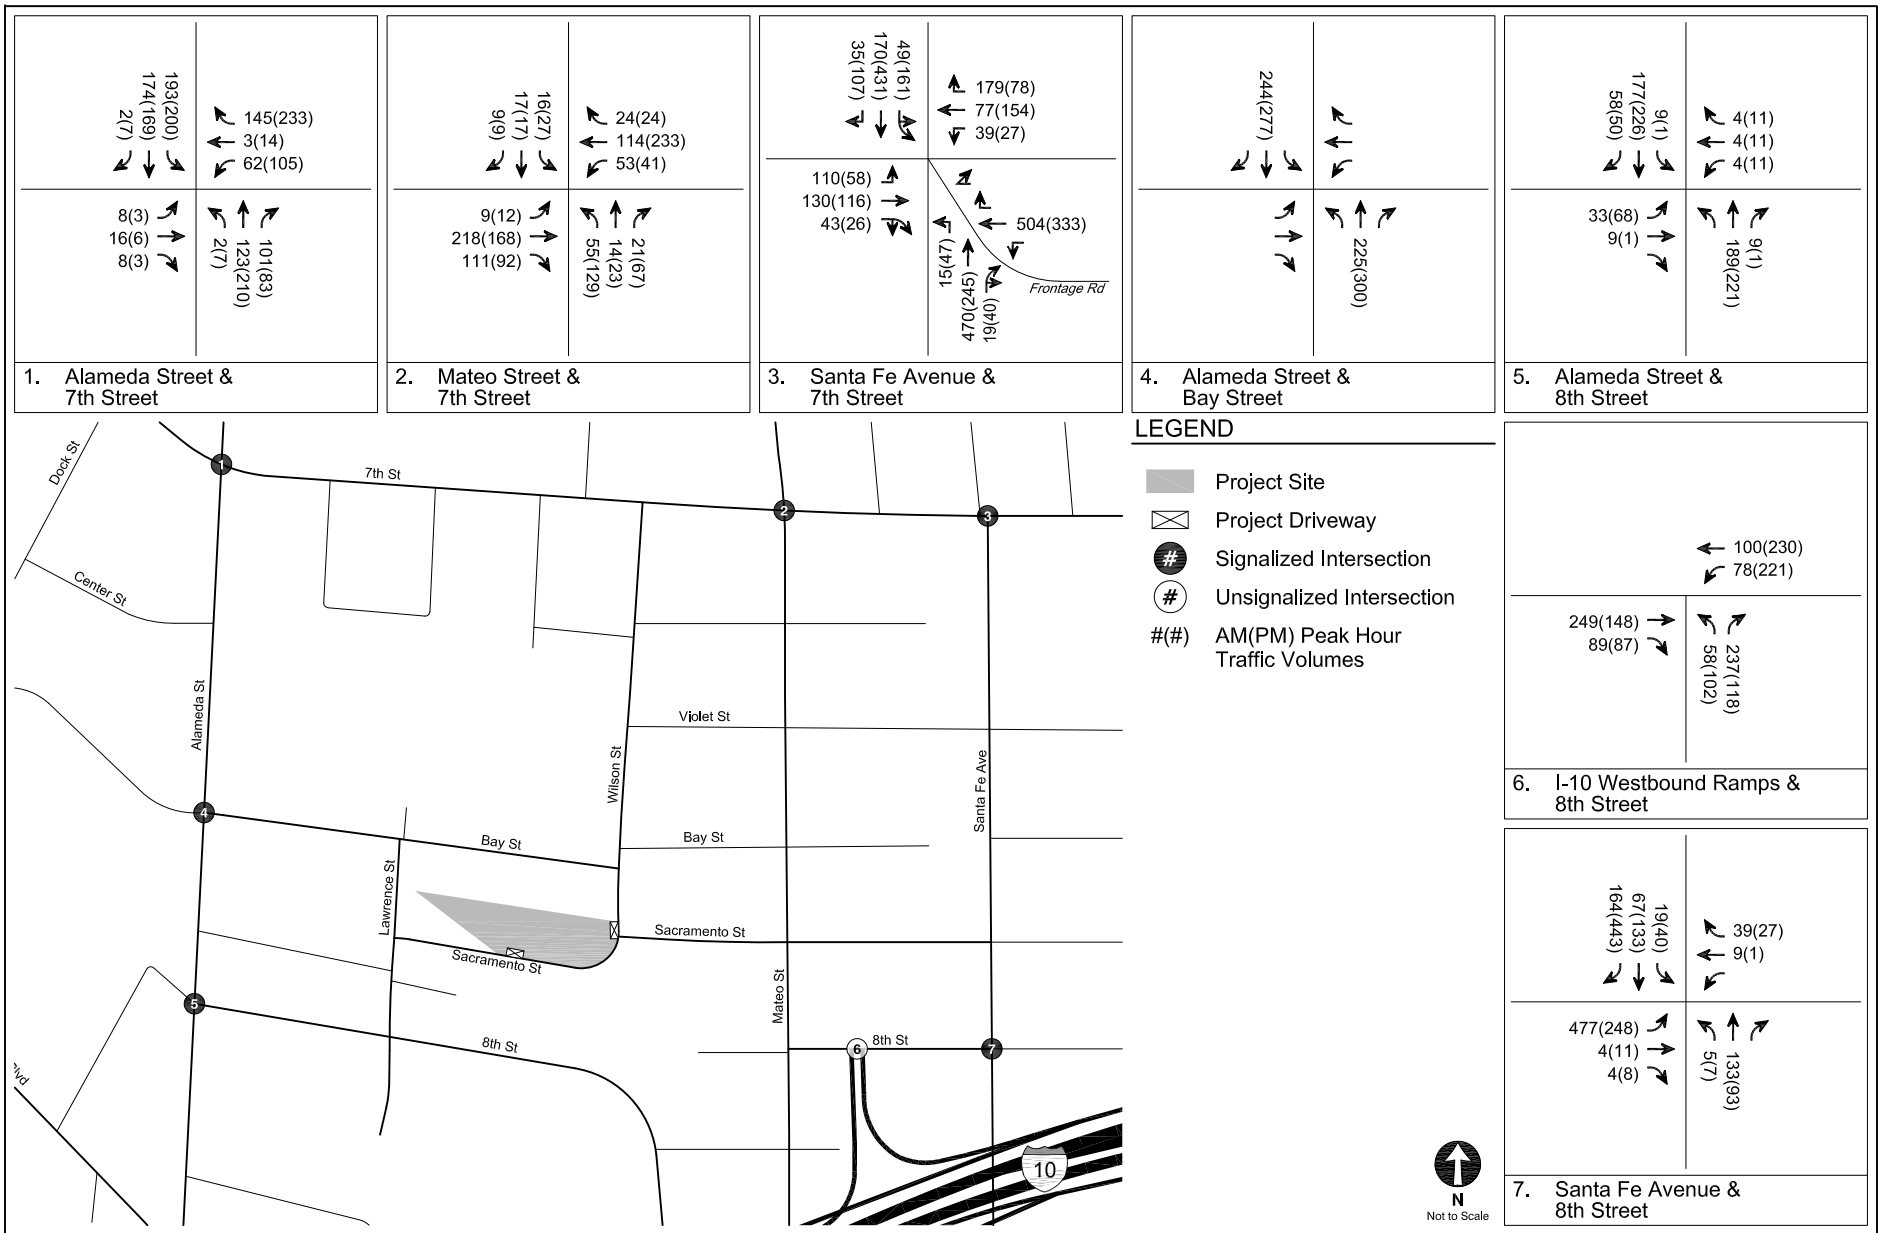 193(200)
174(169)
2(7)
145(233)
3(14)
62(105)
8(3)
16(6)
8(3)
2(7)
123(210)
101(83)
1. Alameda Street &
7th Street
16(27)
17(17)
9(9)
24(24)
114(233)
53(41)
9(12)
218(168)
111(92)
55(129)
14(23)
21(67)
2. Mateo Street &
7th Street
49(161)
170(431)
35(107)
179(78)
77(154)
39(27)
110(58)
130(116)
43(26)
504(333)
15(47)
470(245)
19(40)
Frontage Rd
3. Santa Fe Avenue &
7th Street
244(277)
225(300)
4. Alameda Street &
Bay Street
9(1)
177(226)
58(50)
4(11)
4(11)
4(11)
33(68)
9(1)
189(221)
9(1)
5. Alameda Street &
8th Street
LEGEND
Project Site
Project Driveway
# Signalized Intersection
# Unsignalized Intersection
#(#) AM(PM) Peak Hour
Traffic Volumes
100(230)
78(221)
249(148)
89(87)
58(102)
237(118)
6. I-10 Westbound Ramps &
8th Street
19(40)
67(133)
164(443)
39(27)
9(1)
477(248)
4(11)
4(8)
5(7)
133(93)
7. Santa Fe Avenue &
8th Street
Dock St
1
7th St
2
3
Center St
Alameda St
Violet St
Wilson St
Santa Fe Ave
4
Bay St
Bay St
Lawrence St
Sacramento St
Sacramento St
Mateo St
5
8th St
6
8th St
7
Blvd
10
N
Not to Scale